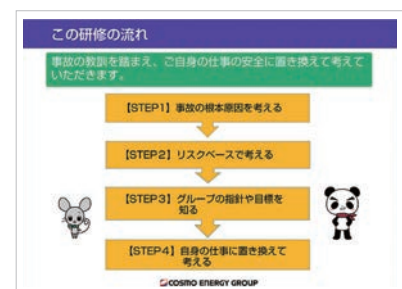 この研修の流れ
事故の教訓を踏まえ、ご自身の仕事の安全に置き換えて考えて
いただきます。
【STEP1】事故の根本原因を考える
【STEP2】リスクベースで考える
【STEP3】グループの指針や目標を
知る
【STEP4】自身の仕事に置き換えて
考える
COSMO ENERGY GROUP